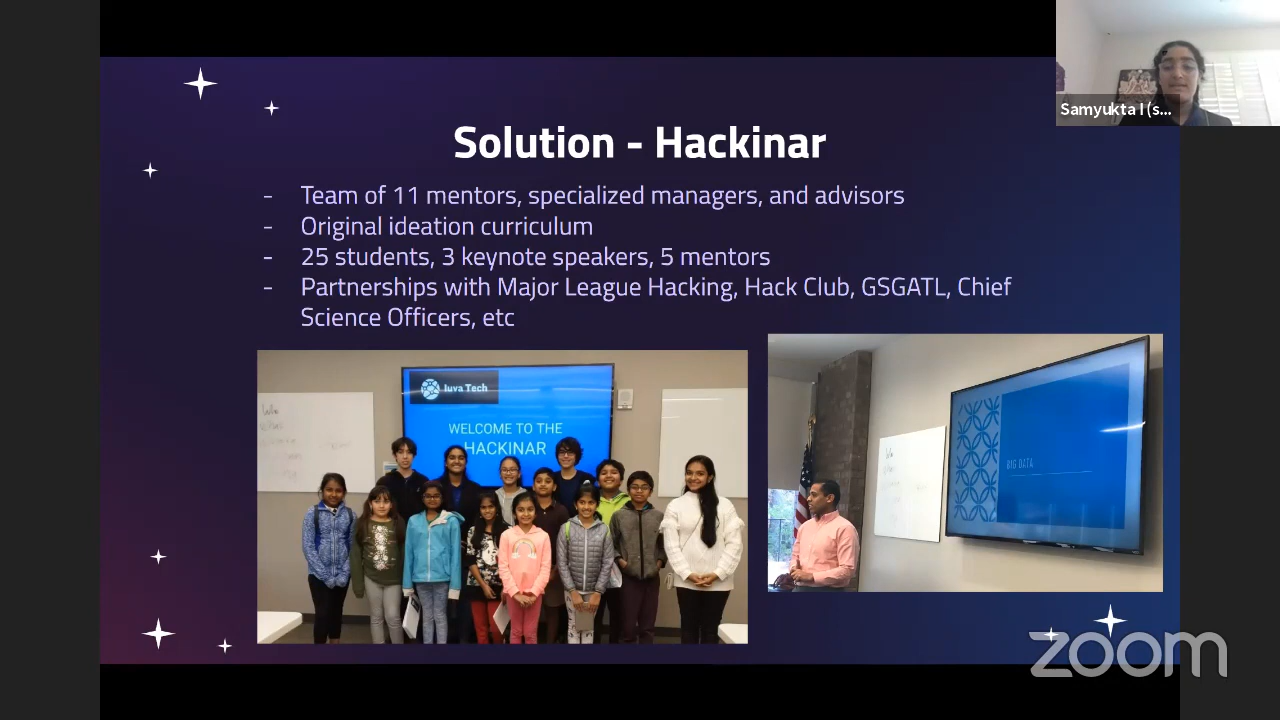 Samyukta I (s...
Solution - Hackinar
- Team of 11 mentors, specialized managers, and advisors
- Original ideation curriculum
- 25 students, 3 keynote speakers, 5 mentors
- Partnerships with Major League Hacking, Hack Club, GSGATL, Chief
Science Officers, etc
Iuva Tech
WELCOME TO THE
HACKINAR
BIG DATA
zoom